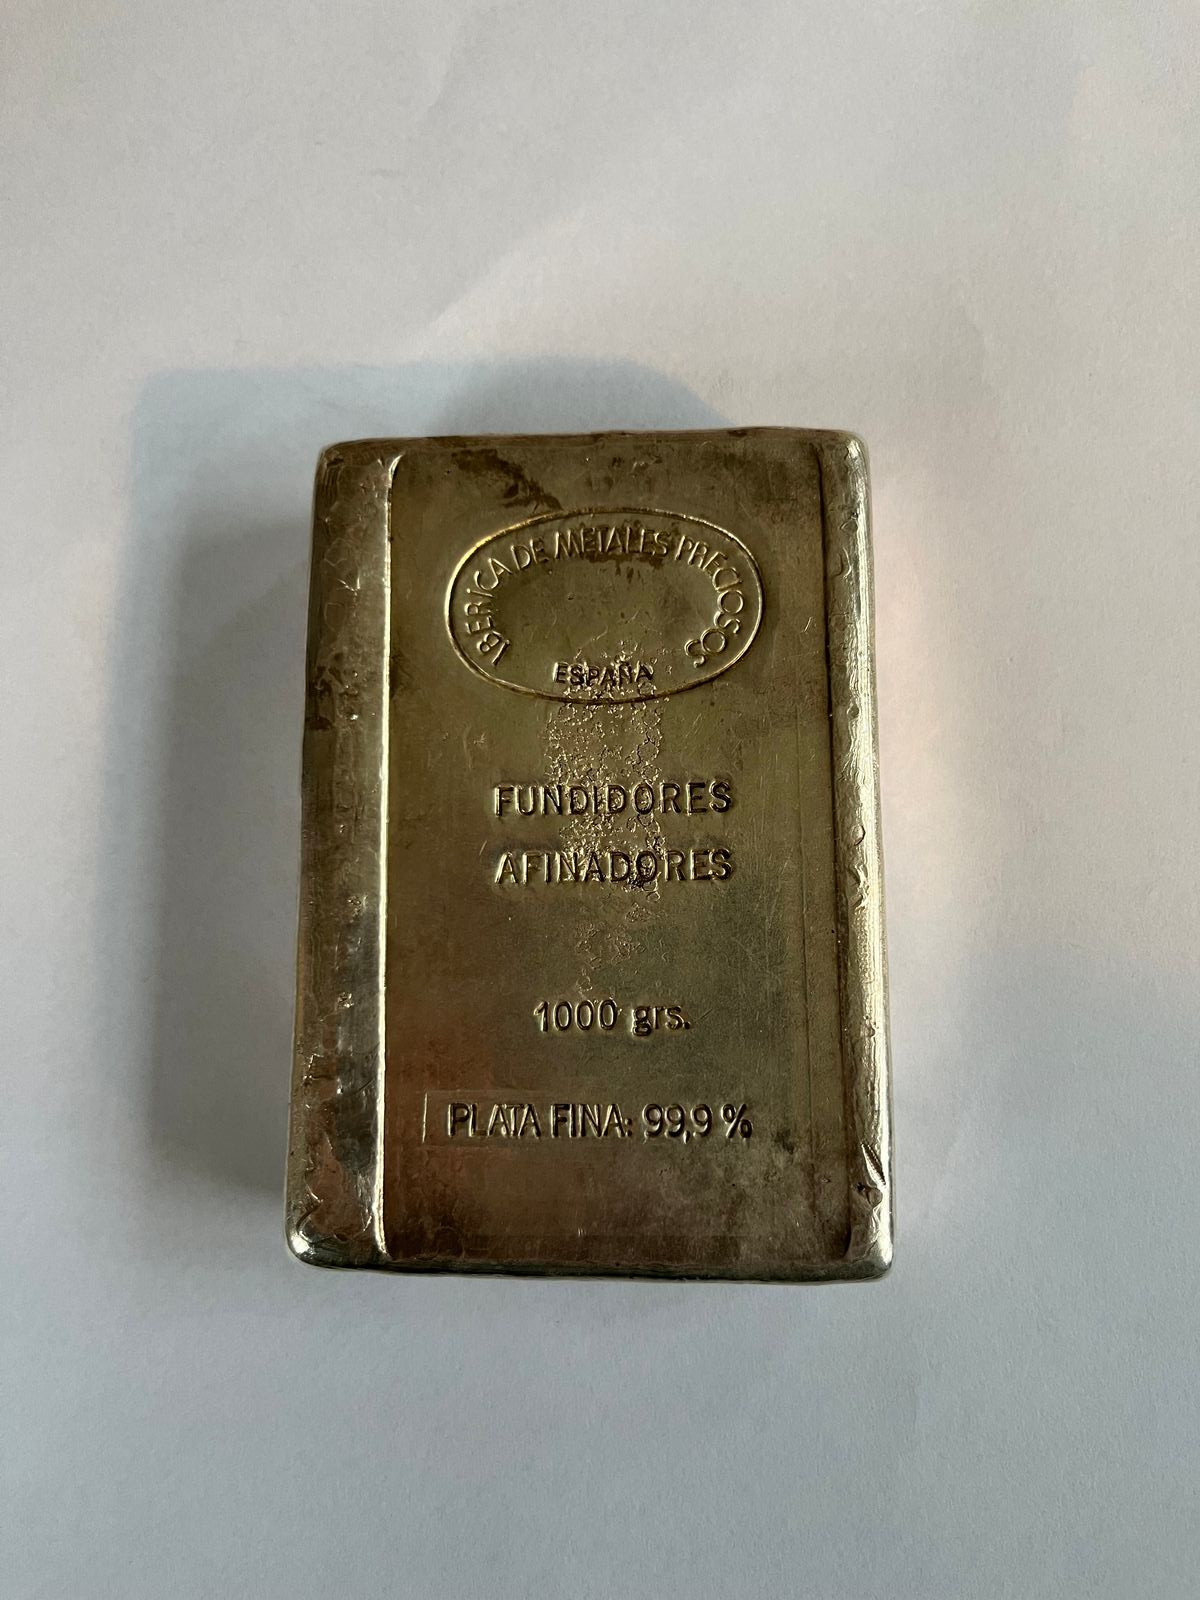 IBERICA DE METALES PRECIOSOS
ESPAÑA
FUNDIDORES
AFINADORES
1000 grs.
PLATA FINA: 99,9 %